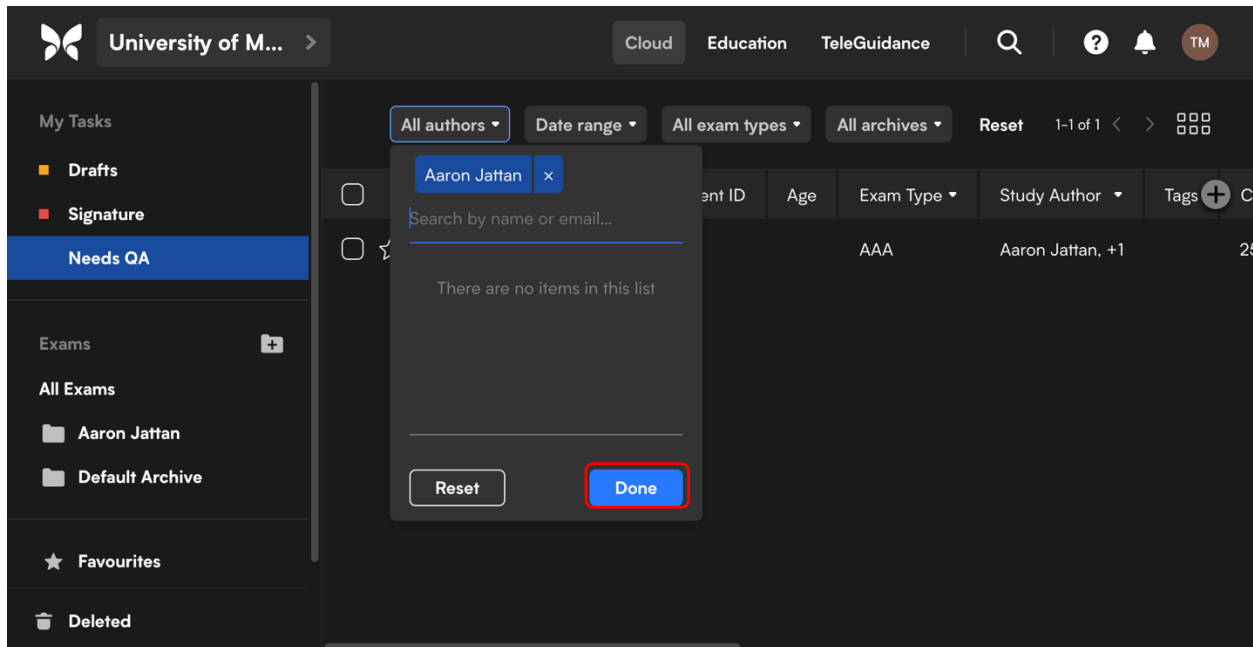 University of M... >
Cloud Education TeleGuidance ? TM
My Tasks
Drafts
Signature
Needs QA
Exams
All Exams
Aaron Jattan
Default Archive
Favourites
Deleted
All authors Date range All exam types All archives Reset 1-1 of 1 < >
Aaron Jattan ×
Search by name or email...
There are no items in this list
Reset Done
ent ID Age Exam Type Study Author Tags + C
AAA Aaron Jattan, +1 25